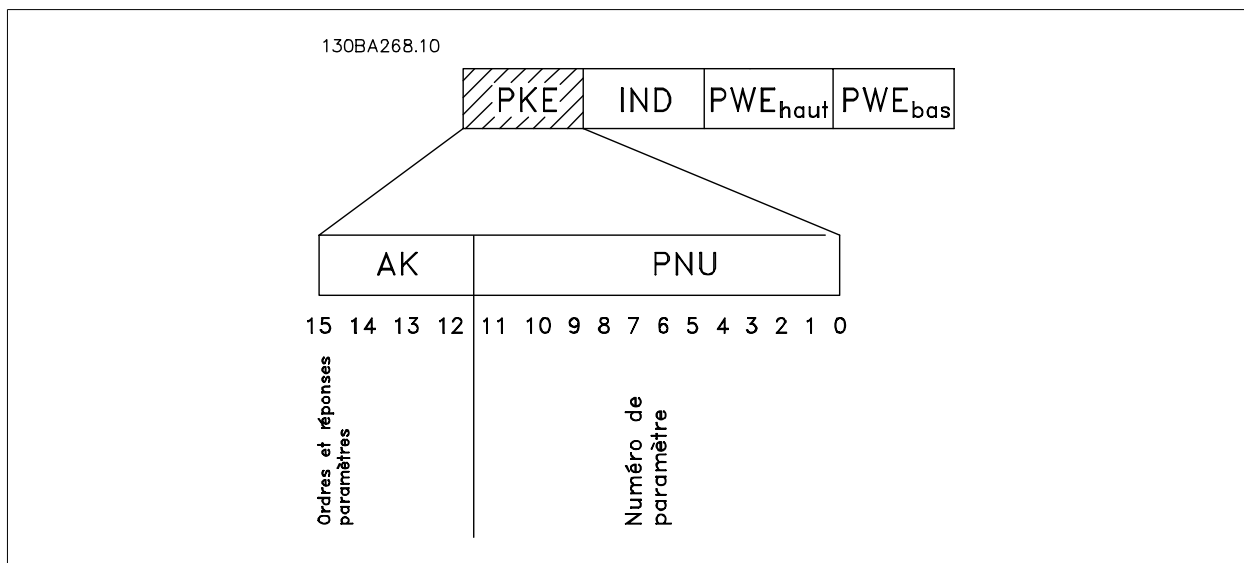 130BA268.10
PKE IND PWEhaut PWEbas
AK PNU
15 14 13 12 11 10 9 8 7 6 5 4 3 2 1 0
Ordres et réponses
paramètres
Numéro de
paramètre